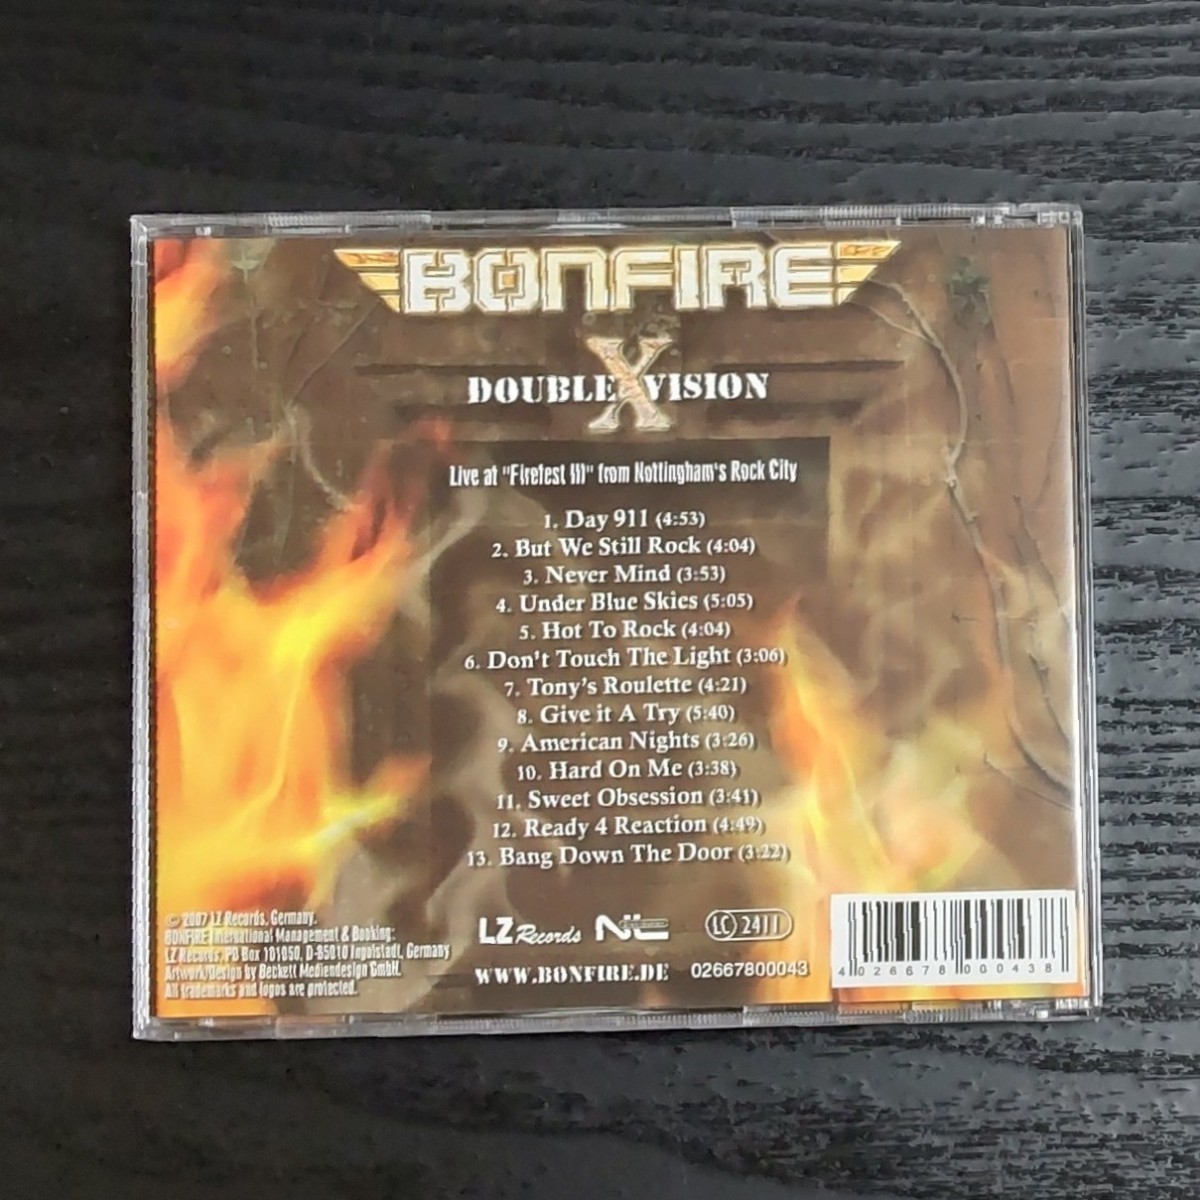 BONFIRE
DOUBLE X VISION
Live at "Firefest III" from Nottingham's Rock City
1. Day 911 (4:53)
2. But We Still Rock (4:04)
3. Never Mind (3:53)
4. Under Blue Skies (5:05)
5. Hot To Rock (4:04)
6. Don't Touch The Light (3:06)
7. Tony's Roulette (4:21)
8. Give it A Try (5:40)
9. American Nights (3:26)
10. Hard On Me (3:38)
11. Sweet Obsession (3:41)
12. Ready 4 Reaction (4:49)
13. Bang Down The Door (3:22)
© 2007 LZ Records, Germany.
BONFIRE International Management & Booking:
LZ Records, PO Box 101050, D-85010 Ingolstadt, Germany
Artwork/Design by Beckett Mediendesign GmbH.
All trademarks and logos are protected.
LZ Records
LC 2411
WWW.BONFIRE.DE 02667800043
4 026678 000438